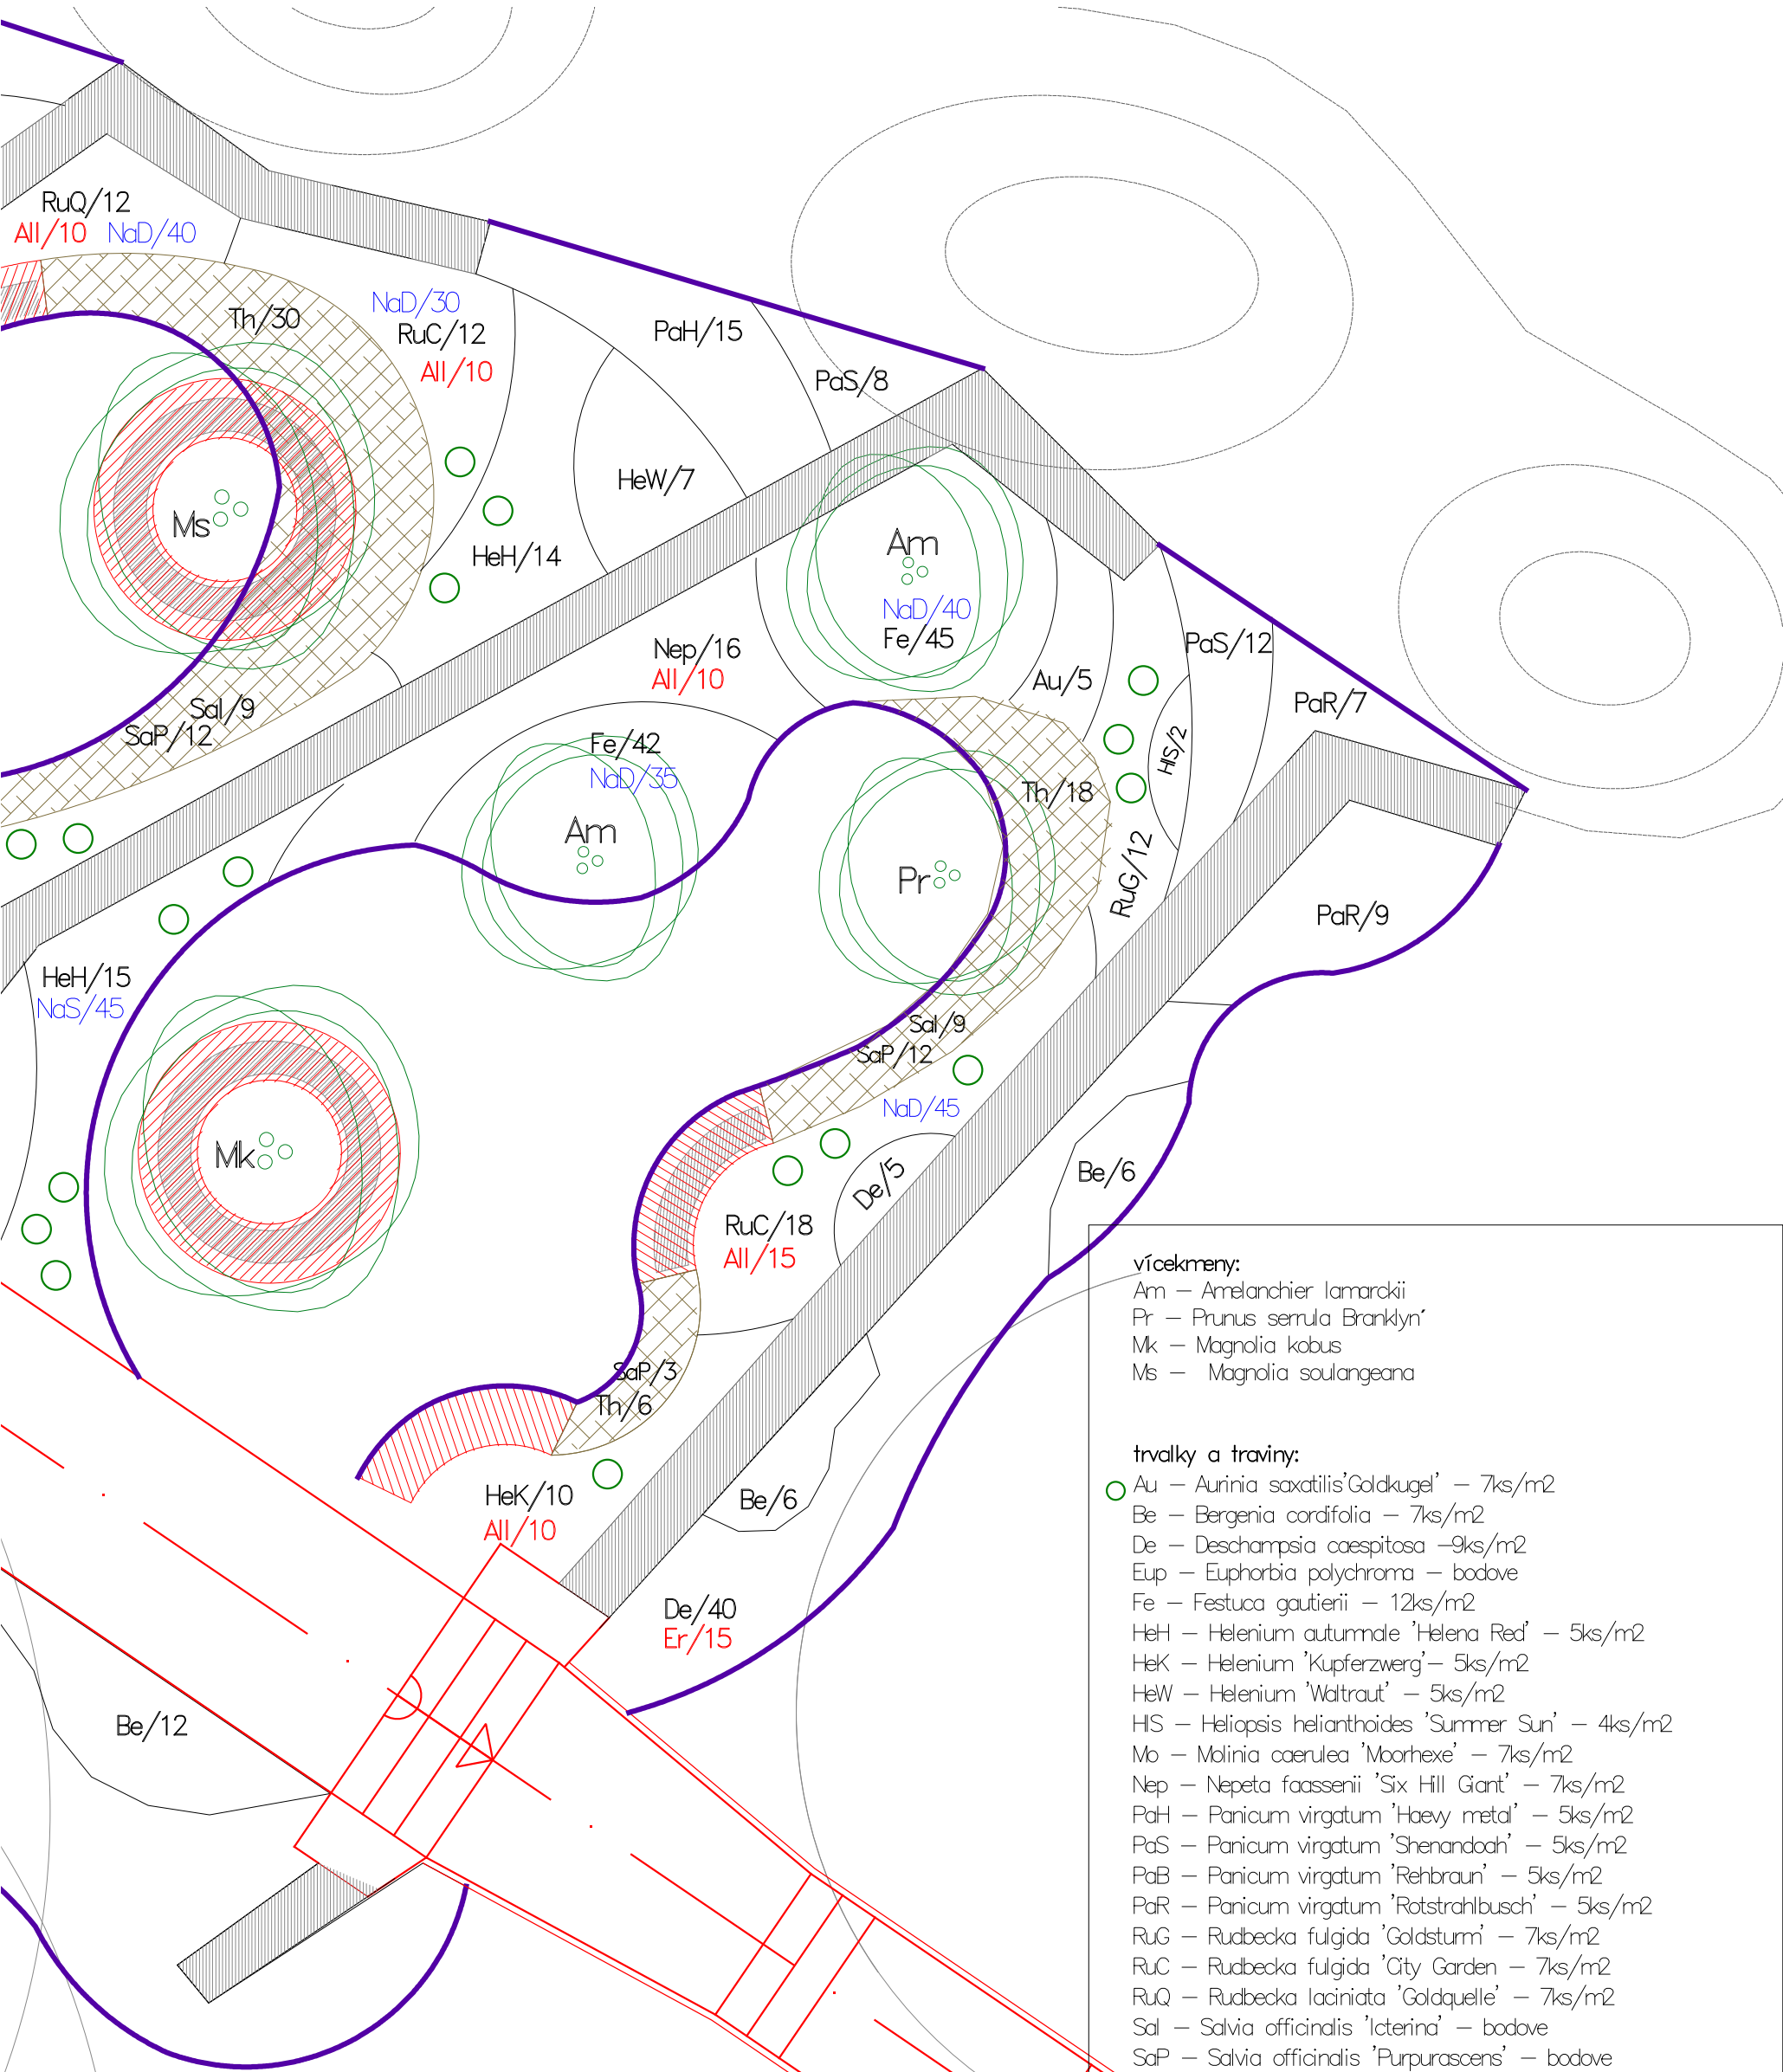 RuQ/12
All/10 NaD/40
Th/30
NaD/30
RuC/12
All/10
PaH/15
PaS/8
HeW/7
Ms
HeH/14
Am
NaD/40
Fe/45
Nep/16
All/10
Au/5
PaS/12
PaR/7
HIS/2
SaI/9
SaP/12
Fe/42
NaD/35
Am
Th/18
Pr
RuG/12
PaR/9
HeH/15
NaS/45
SaI/9
SaP/12
NaD/45
Mk
De/5
Be/6
RuC/18
All/15
SaP/3
Th/6
HeK/10
All/10
Be/6
De/40
Er/15
Be/12
vícekmeny:
Am – Amelanchier lamarckii
Pr – Prunus serrula Branklyn´
Mk – Magnolia kobus
Ms – Magnolia soulangeana
trvalky a traviny:
Au – Aurinia saxatilis'Goldkugel' – 7ks/m2
Be – Bergenia cordifolia – 7ks/m2
De – Deschampsia caespitosa –9ks/m2
Eup – Euphorbia polychroma – bodove
Fe – Festuca gautierii – 12ks/m2
HeH – Helenium autumnale 'Helena Red' – 5ks/m2
HeK – Helenium 'Kupferzwerg'– 5ks/m2
HeW – Helenium 'Waltraut' – 5ks/m2
HIS – Heliopsis helianthoides 'Summer Sun' – 4ks/m2
Mo – Molinia caerulea 'Moorhexe' – 7ks/m2
Nep – Nepeta faassenii 'Six Hill Giant' – 7ks/m2
PaH – Panicum virgatum 'Haevy metal' – 5ks/m2
PaS – Panicum virgatum 'Shenandoah' – 5ks/m2
PaB – Panicum virgatum 'Rehbraun' – 5ks/m2
PaR – Panicum virgatum 'Rotstrahlbusch' – 5ks/m2
RuG – Rudbecka fulgida 'Goldsturm' – 7ks/m2
RuC – Rudbecka fulgida 'City Garden – 7ks/m2
RuQ – Rudbecka laciniata 'Goldquelle' – 7ks/m2
SaI – Salvia officinalis 'Icterina' – bodove
SaP – Salvia officinalis 'Purpurascens' – bodove